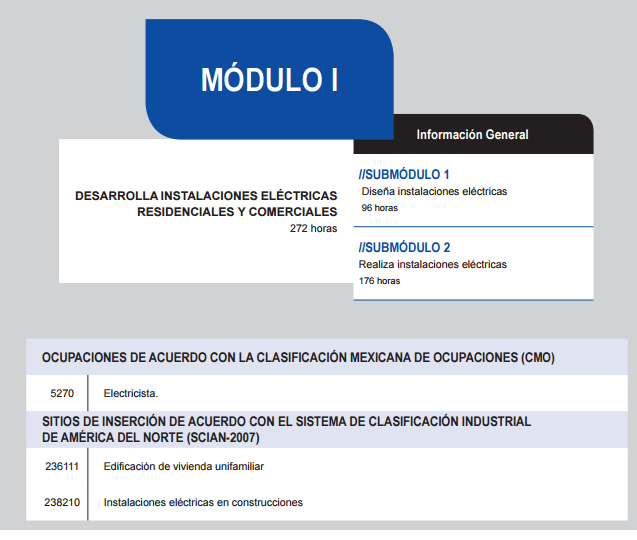 MÓDULO I
Información General
DESARROLLA INSTALACIONES ELÉCTRICAS
RESIDENCIALES Y COMERCIALES
272 horas
//SUBMÓDULO 1
Diseña instalaciones eléctricas
96 horas
//SUBMÓDULO 2
Realiza instalaciones eléctricas
176 horas
OCUPACIONES DE ACUERDO CON LA CLASIFICACIÓN MEXICANA DE OCUPACIONES (CMO)
5270 Electricista.
SITIOS DE INSERCIÓN DE ACUERDO CON EL SISTEMA DE CLASIFICACIÓN INDUSTRIAL
DE AMÉRICA DEL NORTE (SCIAN-2007)
236111 Edificación de vivienda unifamiliar
238210 Instalaciones eléctricas en construcciones